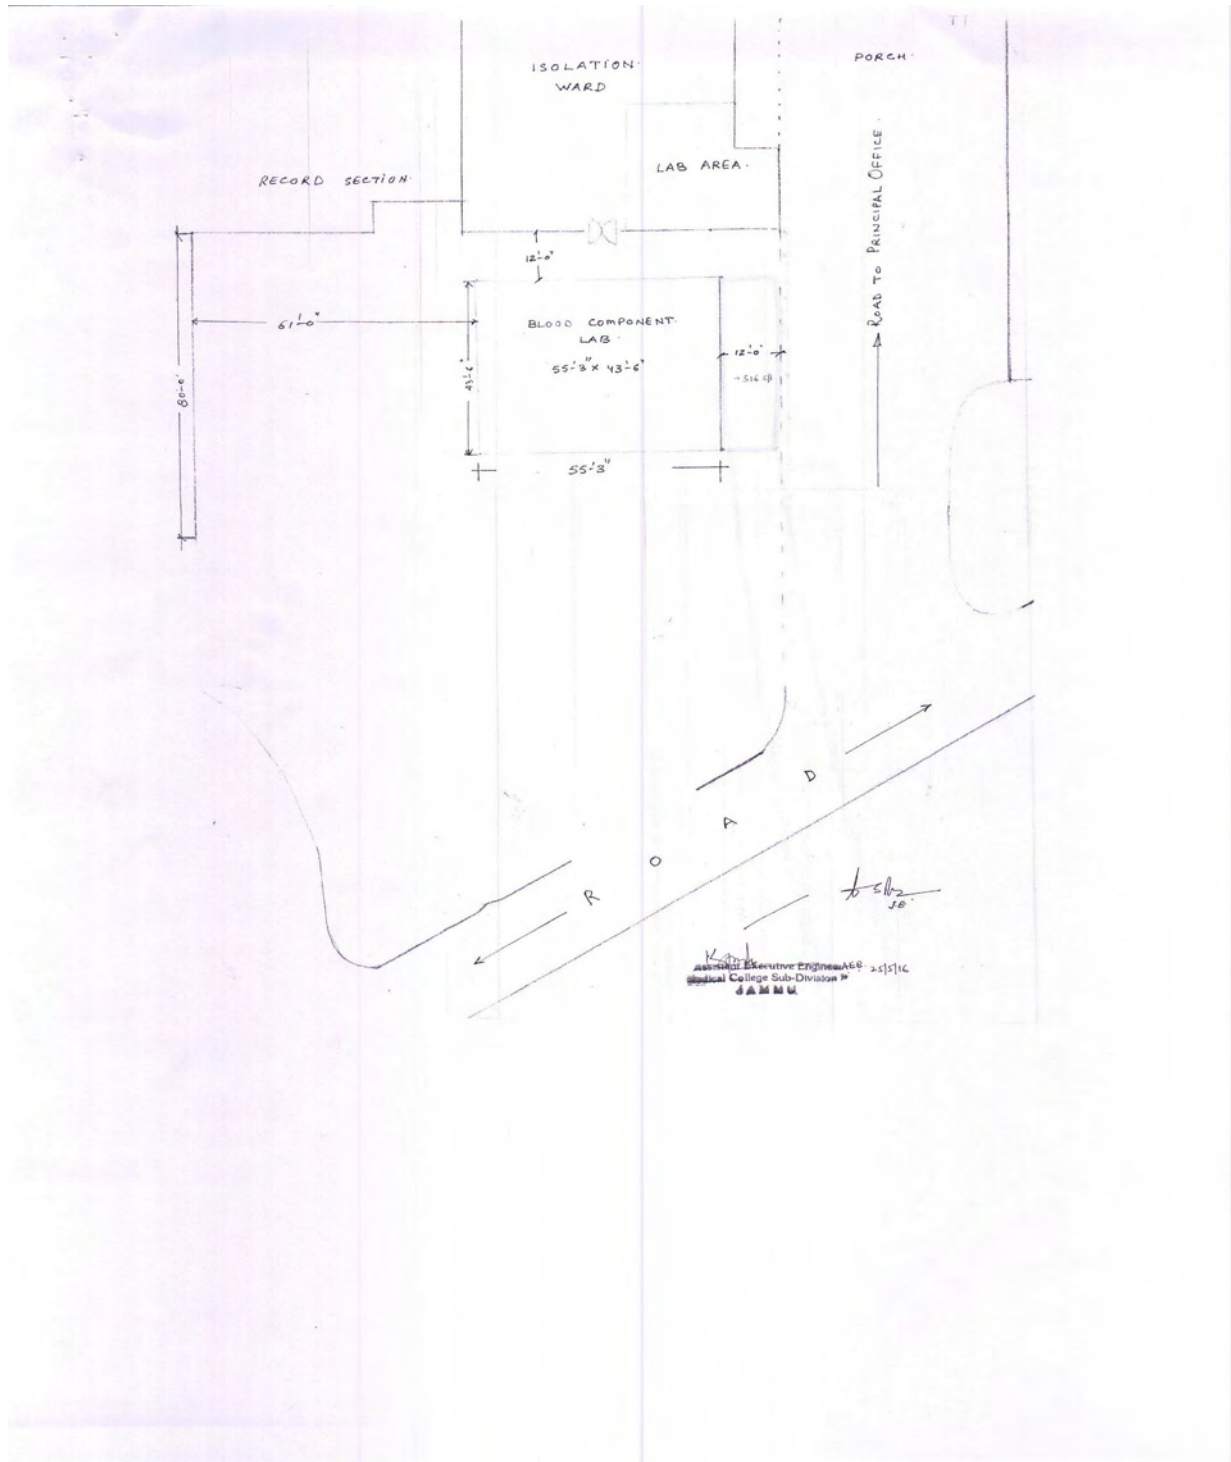 ISOLATION
WARD
PORCH.
LAB AREA.
RECORD SECTION.
ROAD TO PRINCIPAL OFFICE.
12'-0"
61'-0"
80'-0"
43'-6"
BLOOD COMPONENT
LAB.
55'-3" x 43'-6"
12'-0"
55'-3"
R O A D
J.E.
Assistant Executive Engineer A.E.E. 25/5/16
Medical College Sub-Division
JAMMU